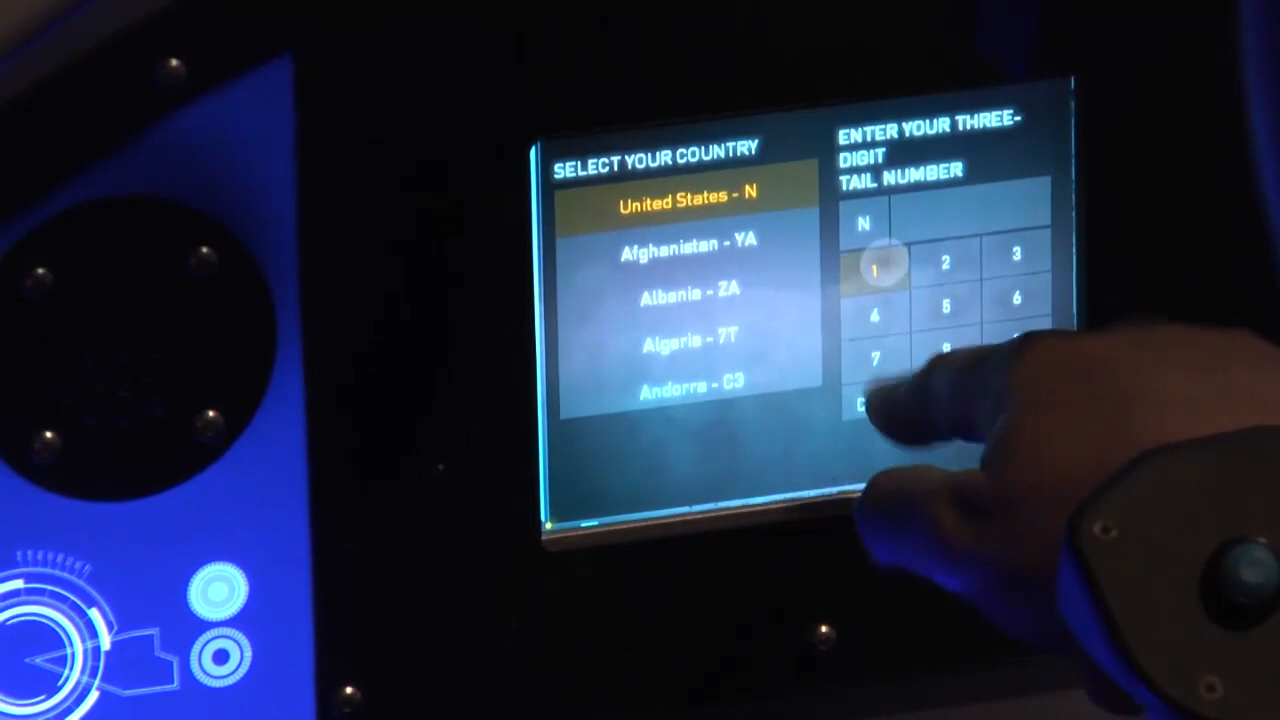 SELECT YOUR COUNTRY
United States - N
Afghanistan - YA
Albania - ZA
Algeria - 7T
Andorra - C3
ENTER YOUR THREE-
DIGIT
TAIL NUMBER
N
1 2 3
4 5 6
7